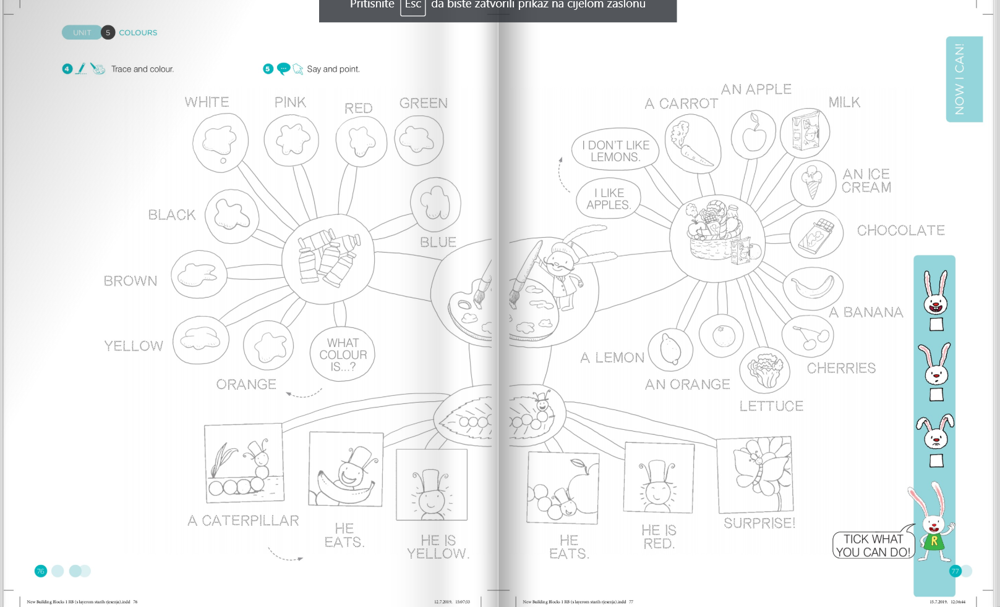 Pritisnite Esc da biste zatvorili prikaz na cijelom zaslonu
UNIT 5 COLOURS
4 Trace and colour.
5 Say and point.
WHITE
PINK
RED
GREEN
BLACK
BLUE
BROWN
YELLOW
ORANGE
WHAT
COLOUR
IS...?
A CATERPILLAR
HE
EATS.
HE IS
YELLOW.
76
New Building Blocks 1 RB (s layerom starih rjesenja).indd 76
12.7.2019. 15:07:53
NOW I CAN!
A CARROT
AN APPLE
MILK
I DON'T LIKE
LEMONS.
I LIKE
APPLES.
AN ICE
CREAM
CHOCOLATE
A BANANA
CHERRIES
LETTUCE
AN ORANGE
A LEMON
HE
EATS.
HE IS
RED.
SURPRISE!
TICK WHAT
YOU CAN DO!
R
77
New Building Blocks 1 RB (s layerom starih rjesenja).indd 77
15.7.2019. 12:36:44